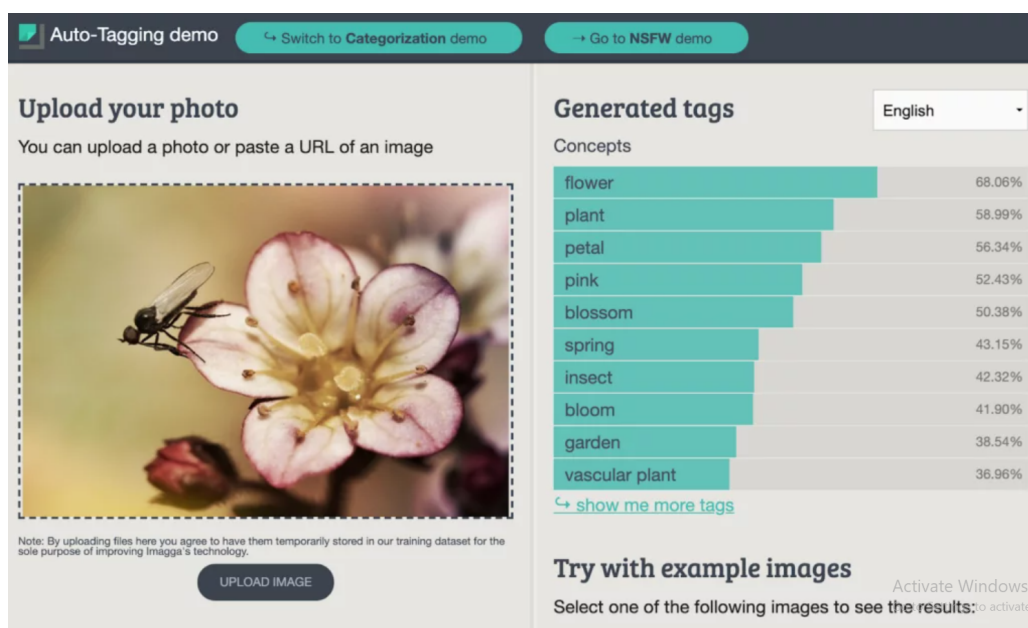 Auto-Tagging demo
↪ Switch to Categorization demo
→ Go to NSFW demo
Upload your photo
You can upload a photo or paste a URL of an image
Note: By uploading files here you agree to have them temporarily stored in our training dataset for the
sole purpose of improving Imagga's technology.
UPLOAD IMAGE
Generated tags
English
Concepts
flower 68.06%
plant 58.99%
petal 56.34%
pink 52.43%
blossom 50.38%
spring 43.15%
insect 42.32%
bloom 41.90%
garden 38.54%
vascular plant 36.96%
↪ show me more tags
Try with example images
Select one of the following images to see the results:
Activate Windows
to activate